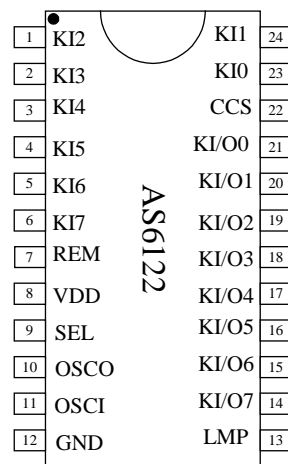 1 KI2 KI1 24
2 KI3 KI0 23
3 KI4 CCS 22
4 KI5 KI/O0 21
5 KI6 KI/O1 20
6 KI7 KI/O2 19
7 REM KI/O3 18
8 VDD KI/O4 17
9 SEL KI/O5 16
10 OSCO KI/O6 15
11 OSCI KI/O7 14
12 GND LMP 13
AS6122